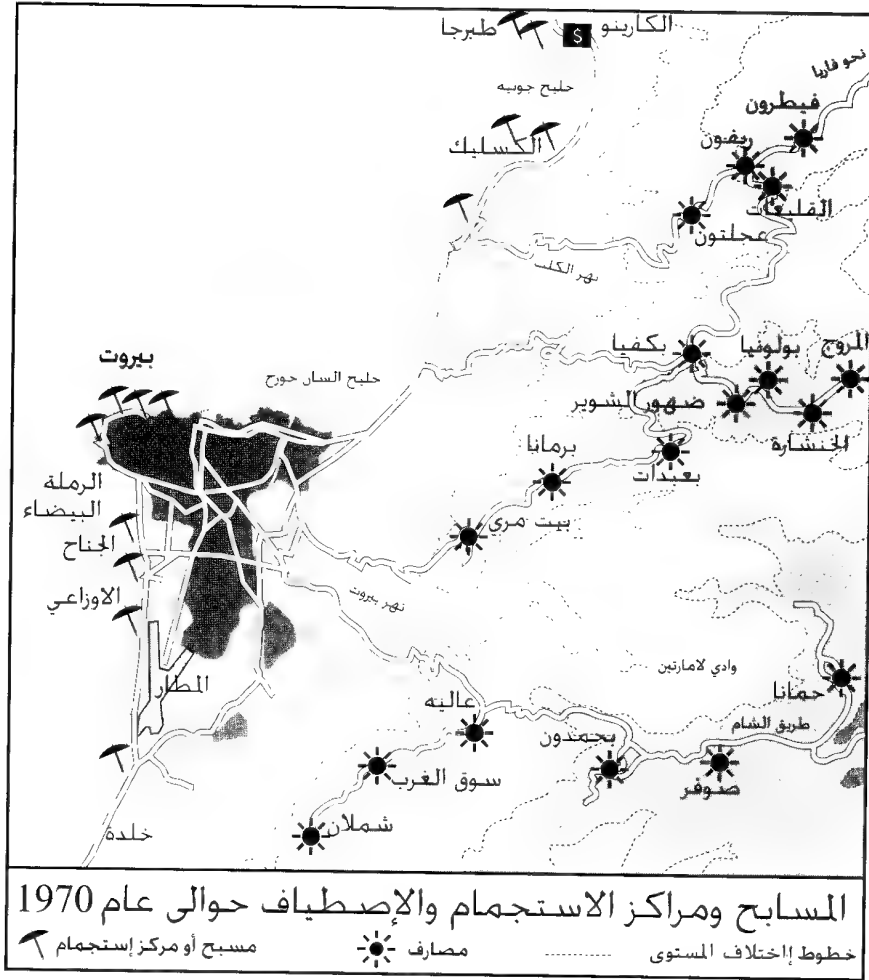 الكازينو
$
طبرجا
نحو فاريا
خليج جونيه
فيطرون
ريفون
الكسليك
القليعات
عجلتون
نهر الكلب
بكفيا
بولونيا
المروج
بيروت
خليج السان جورج
ضهور الشوير
الخنشارة
برمانا
بعبدات
الرملة
البيضاء
بيت مري
الجناح
الاوزاعي
نهر بيروت
وادي لامارتين
حمانا
المطار
عاليه
طريق الشام
بحمدون
سوق الغرب
صوفر
شملان
خلدة
المسابح ومراكز الاستجمام والإصطياف حوالى عام 1970
خطوط إاختلاف المستوى
مصارف
مسبح أو مركز إستجمام